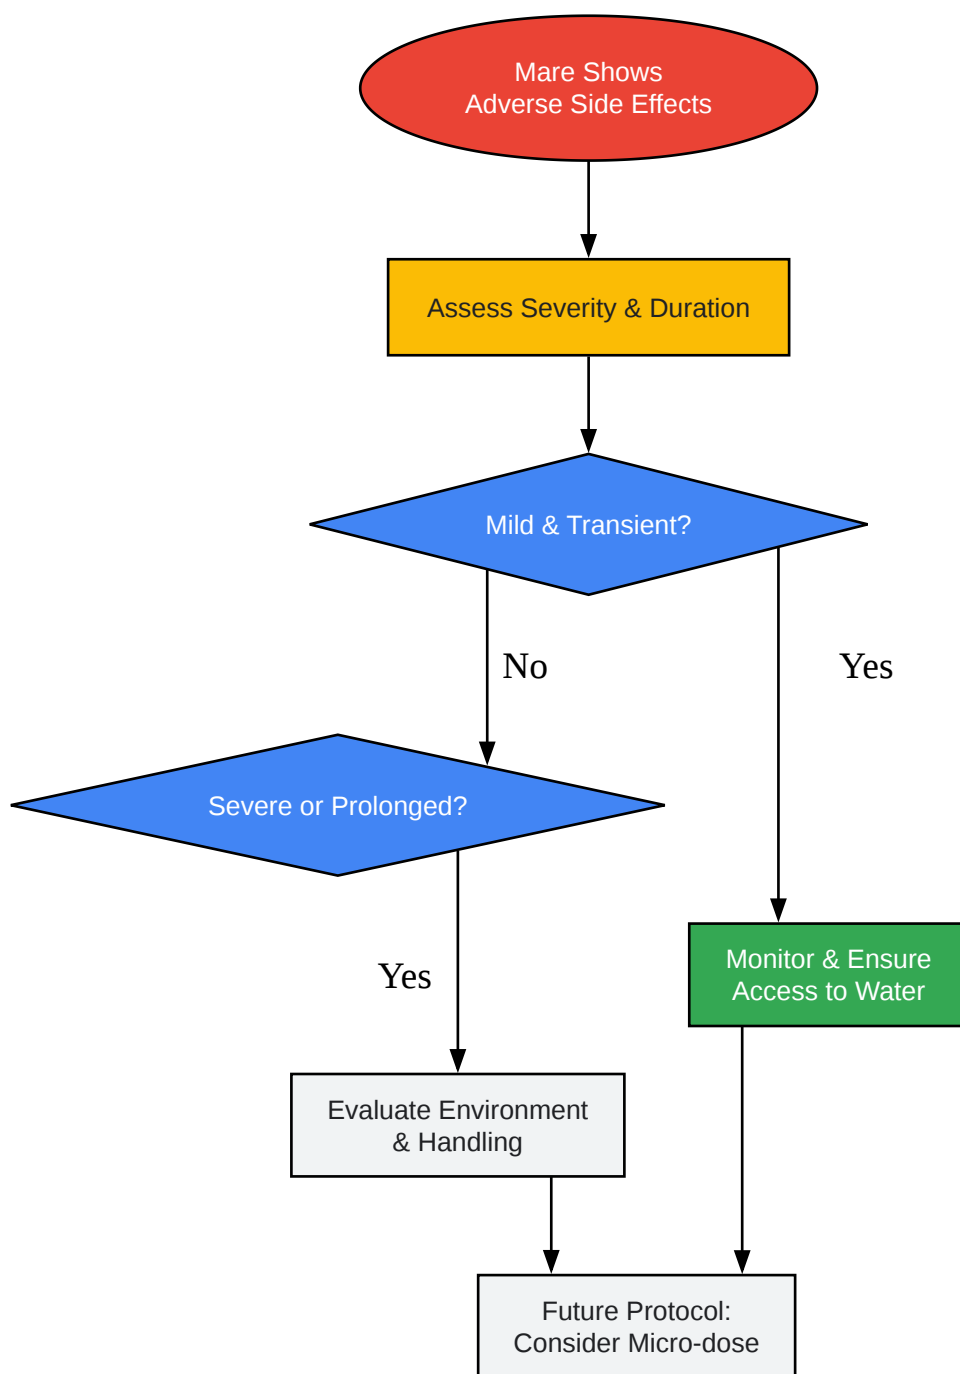 Mare Shows
Adverse Side Effects
Assess Severity & Duration
Mild & Transient?
No
Yes
Severe or Prolonged?
Monitor & Ensure
Access to Water
Yes
Evaluate Environment
& Handling
Future Protocol:
Consider Micro-dose